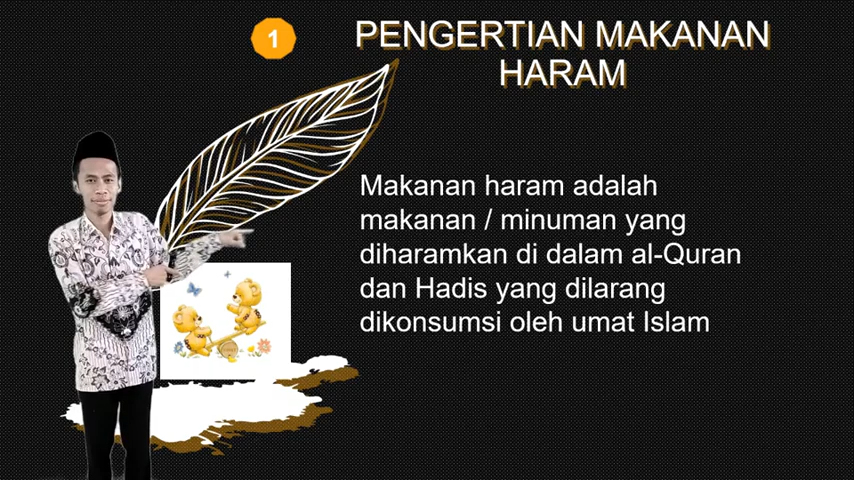 1
PENGERTIAN MAKANAN
HARAM
Makanan haram adalah
makanan / minuman yang
diharamkan di dalam al-Quran
dan Hadis yang dilarang
dikonsumsi oleh umat Islam